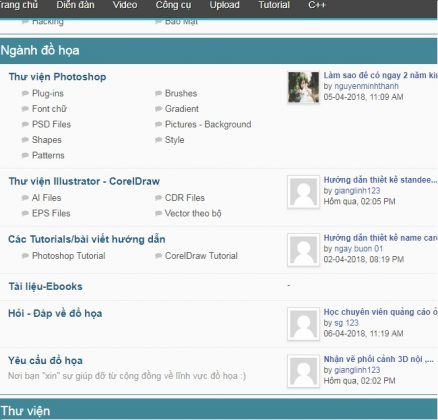 Trang chủ Diễn đàn Video Công cụ Upload Tutorial C++
Hacking Bảo Mật
Ngành đồ họa
Thư viện Photoshop
Plug-ins Brushes
Font chữ Gradient
PSD Files Pictures - Background
Shapes Style
Patterns
Làm sao để có ngay 2 năm kin
by nguyenminhthanh
05-04-2018, 11:09 AM
Thư viện Illustrator - CorelDraw
AI Files CDR Files
EPS Files Vector theo bộ
Hướng dẫn thiết kế standee...
by gianglinh123
Hôm qua, 02:05 PM
Các Tutorials/bài viết hướng dẫn
Photoshop Tutorial CorelDraw Tutorial
Hướng dẫn thiết kế name card
by ngay buon 01
02-04-2018, 08:19 PM
Tài liệu-Ebooks -
Hỏi - Đáp về đồ họa
Học chuyên viên quảng cáo ở
by sg 123
06-04-2018, 11:19 AM
Yêu cầu đồ họa
Nơi bạn "xin" sự giúp đỡ từ cộng đồng về lĩnh vực đồ họa :)
Nhận vẽ phối cảnh 3D nội ,...
by gianglinh123
Hôm qua, 02:02 PM
Thư viện